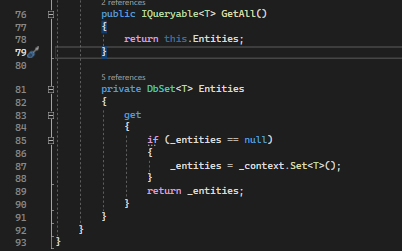 2 references
76 public IQueryable<T> GetAll()
77 {
78 return this.Entities;
79 }
80
5 references
81 private DbSet<T> Entities
82 {
83 get
84 {
85 if (_entities == null)
86 {
87 _entities = _context.Set<T>();
88 }
89 return _entities;
90 }
91 }
92 }
93 }